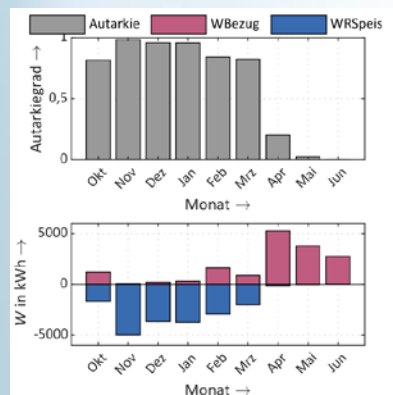 Autarkie WBezug WRSpeis
Autarkiegrad →
1
0,5
0
Okt Nov Dez Jan Feb Mrz Apr Mai Jun
Monat →
W in kWh →
5000
0
-5000
Okt Nov Dez Jan Feb Mrz Apr Mai Jun
Monat →